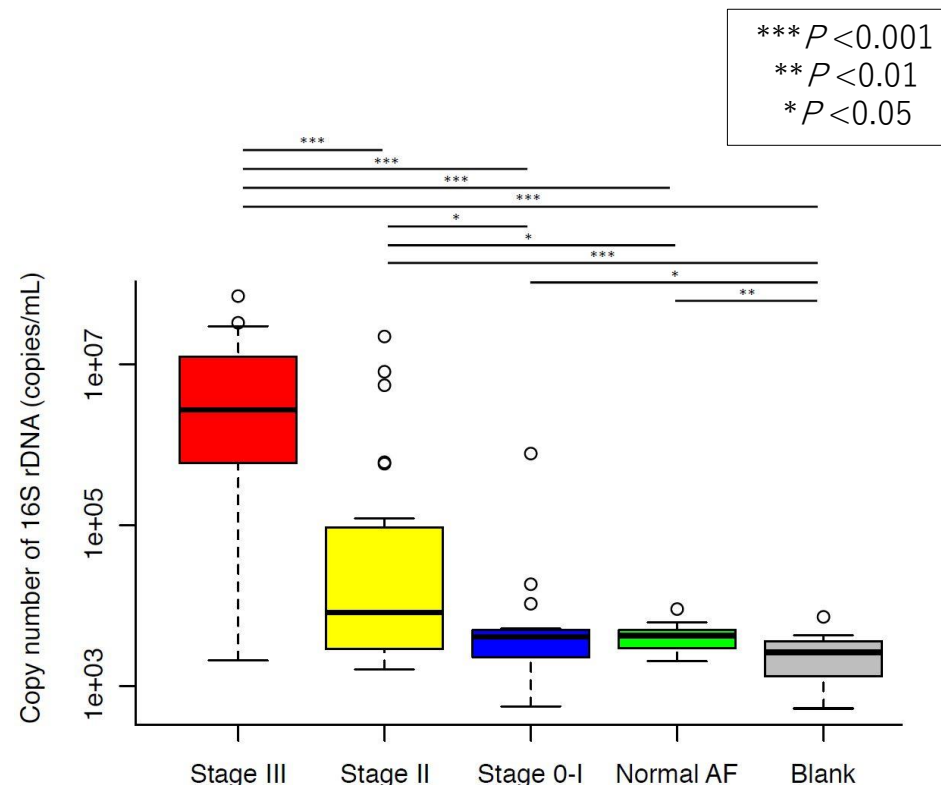 ***P<0.001
**P<0.01
*P<0.05
***
***
***
***
*
*
***
*
**
Copy number of 16S rDNA (copies/mL)
1e+07
1e+05
1e+03
Stage III Stage II Stage 0-I Normal AF Blank